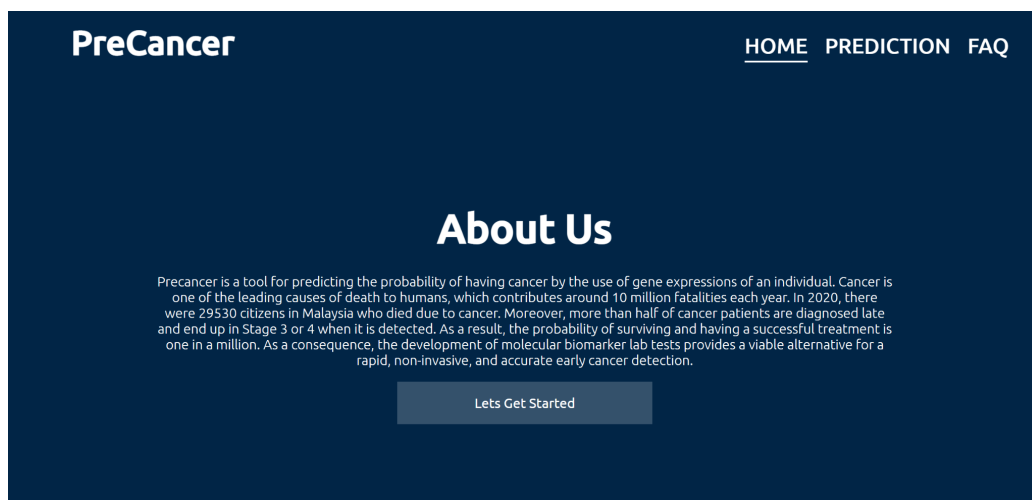 PreCancer
HOME PREDICTION FAQ
About Us
Precancer is a tool for predicting the probability of having cancer by the use of gene expressions of an individual. Cancer is
one of the leading causes of death to humans, which contributes around 10 million fatalities each year. In 2020, there
were 29530 citizens in Malaysia who died due to cancer. Moreover, more than half of cancer patients are diagnosed late
and end up in Stage 3 or 4 when it is detected. As a result, the probability of surviving and having a successful treatment is
one in a million. As a consequence, the development of molecular biomarker lab tests provides a viable alternative for a
rapid, non-invasive, and accurate early cancer detection.
Lets Get Started